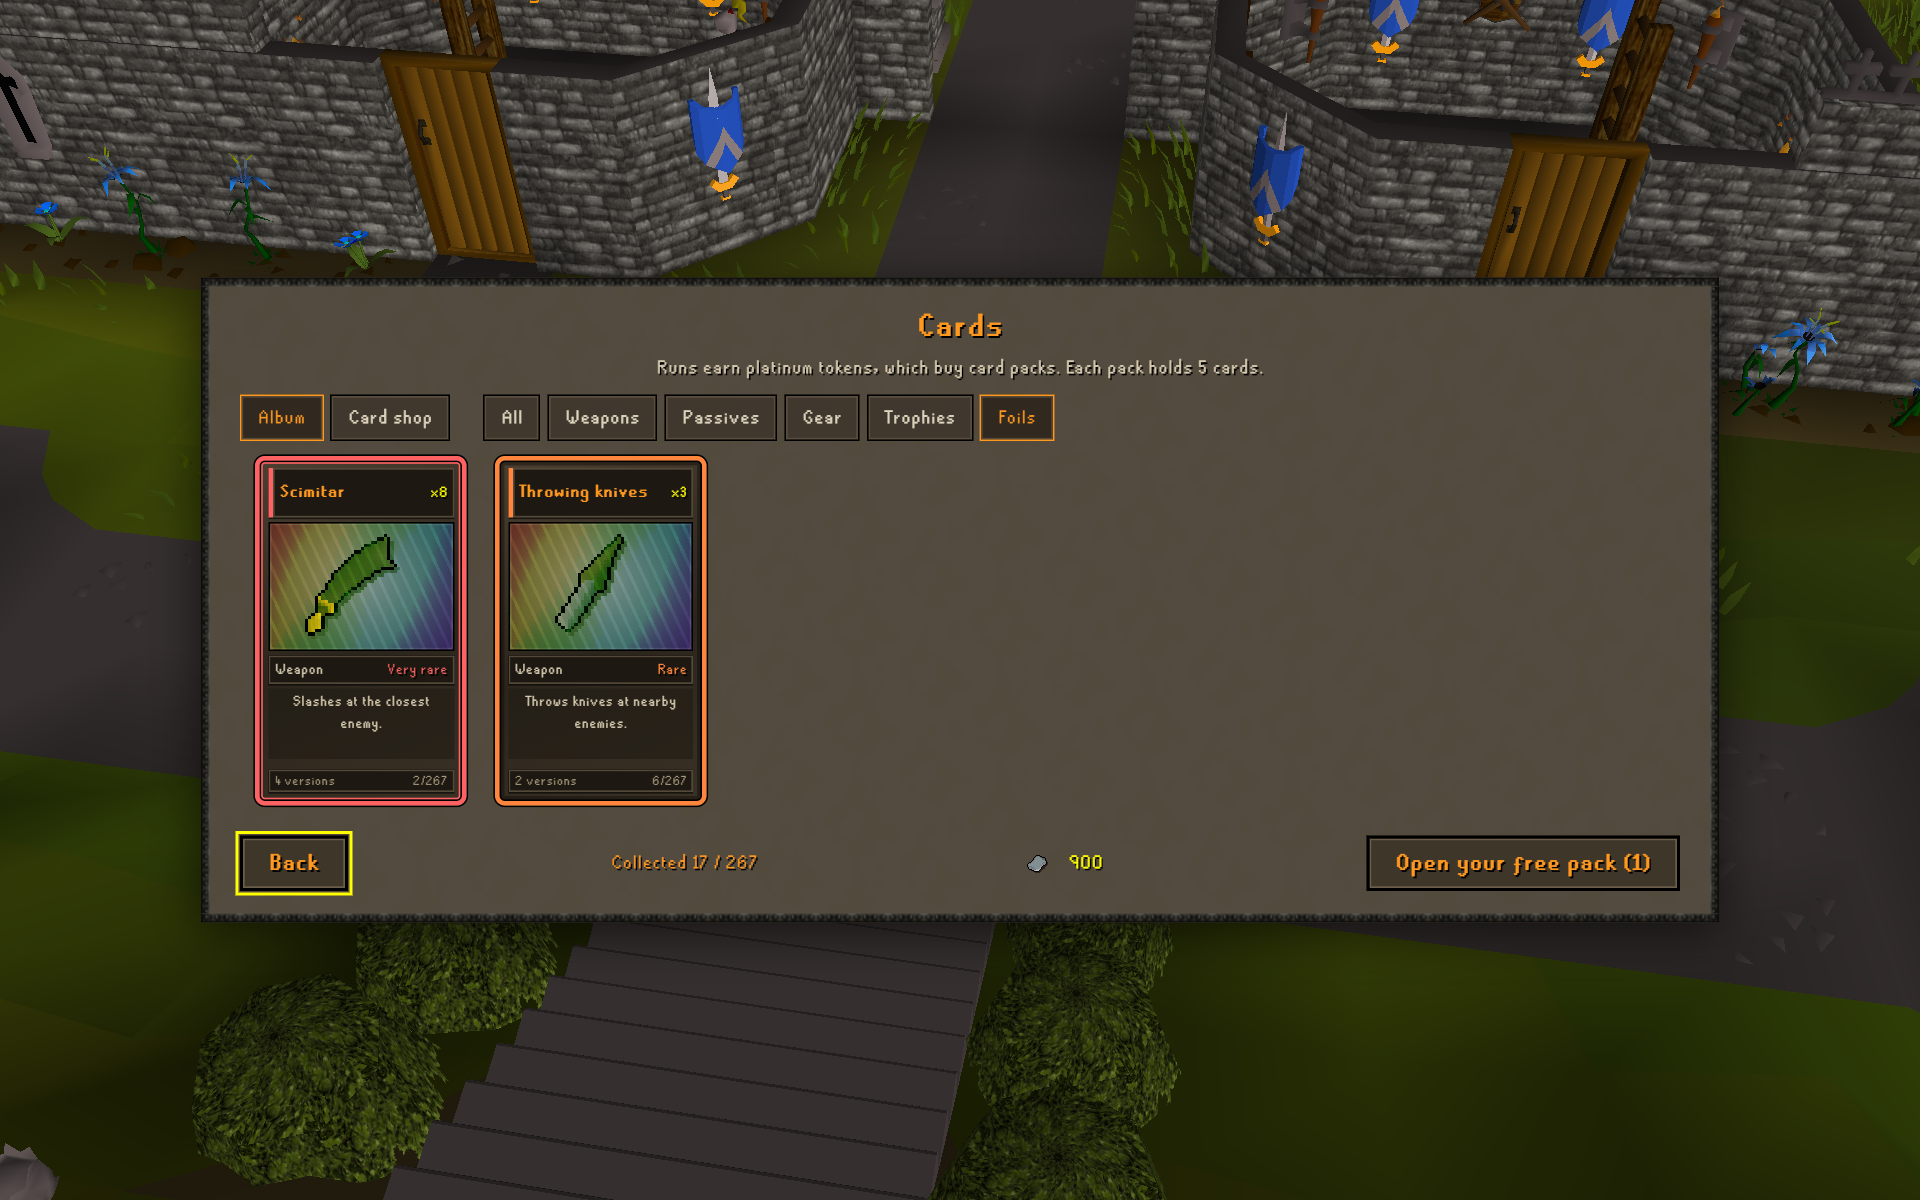 Cards
Runs earn platinum tokens, which buy card packs. Each pack holds 5 cards.
Album
Card shop
All
Weapons
Passives
Gear
Trophies
Foils
Scimitar x8
Weapon Very rare
Slashes at the closest
enemy.
4 versions 2/267
Throwing knives x3
Weapon Rare
Throws knives at nearby
enemies.
2 versions 6/267
Back
Collected 17 / 267
900
Open your free pack (1)